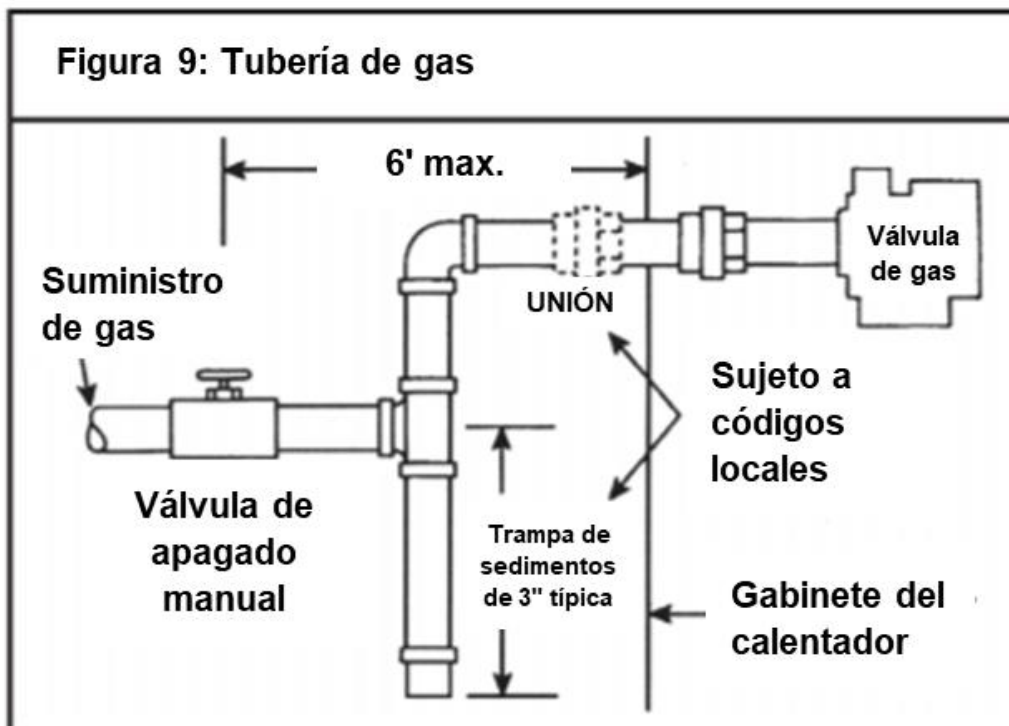 Figura 9: Tubería de gas
6' max.
Válvula
de gas
Suministro
de gas
UNIÓN
Sujeto a
códigos
locales
Válvula de
apagado
manual
Trampa de
sedimentos
de 3" típica
Gabinete del
calentador